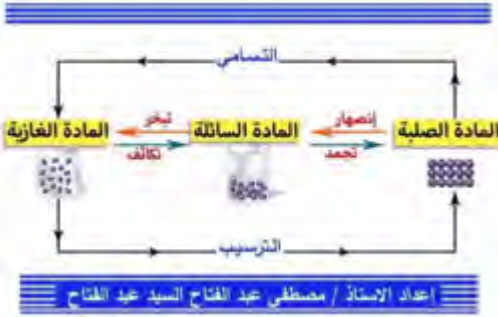 التسامي
إنصهار
تبخر
المادة الصلبة
المادة السائلة
المادة الغازية
تجمد
تكاثف
الترسيب
إعداد الاستاذ / مصطفى عبد الفتاح السيد عبد الفتاح